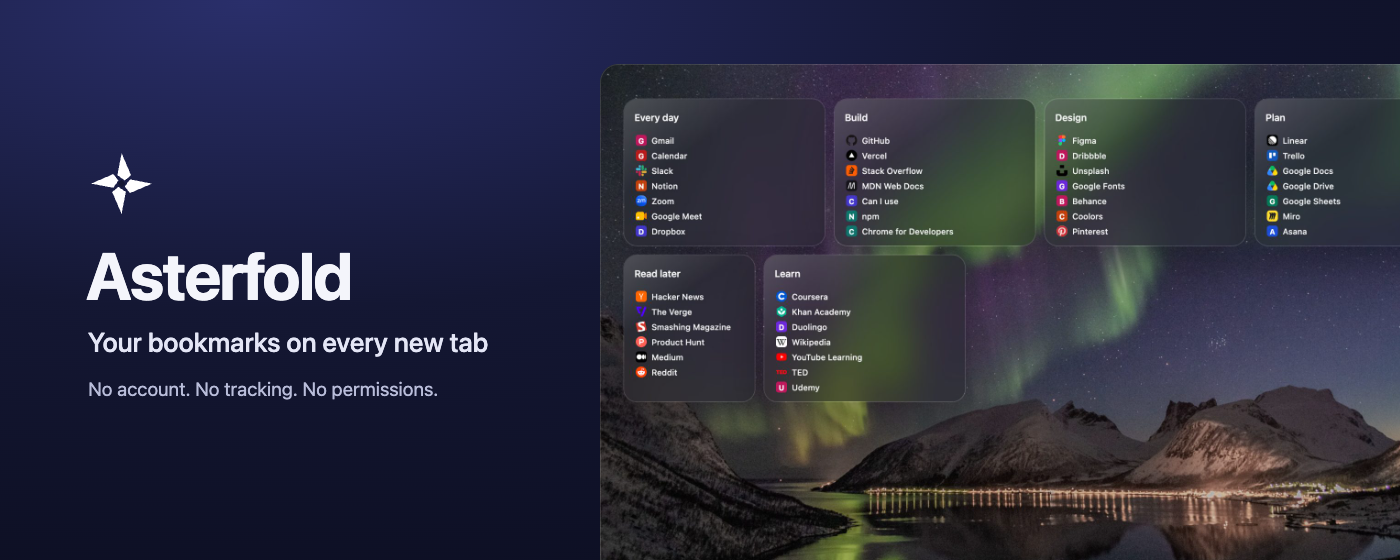 Asterfold
Your bookmarks on every new tab
No account. No tracking. No permissions.
Every day
Gmail
Calendar
Slack
Notion
Zoom
Google Meet
Dropbox
Build
GitHub
Vercel
Stack Overflow
MDN Web Docs
Can I use
npm
Chrome for Developers
Design
Figma
Dribbble
Unsplash
Google Fonts
Behance
Coolors
Pinterest
Plan
Linear
Trello
Google Docs
Google Drive
Google Sheets
Miro
Asana
Read later
Hacker News
The Verge
Smashing Magazine
Product Hunt
Medium
Reddit
Learn
Coursera
Khan Academy
Duolingo
Wikipedia
YouTube Learning
TED
Udemy